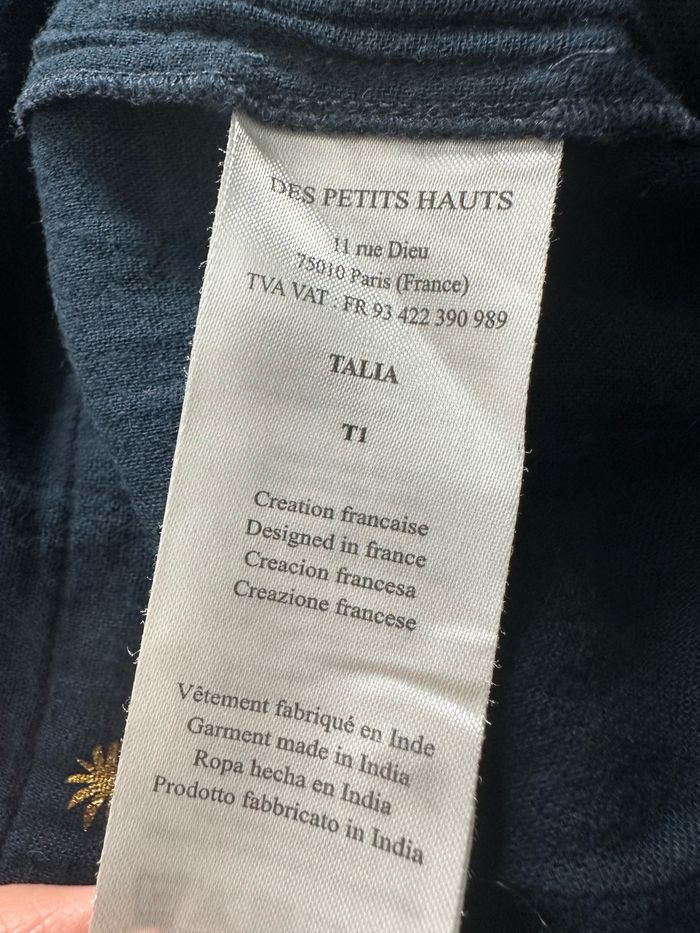 DES PETITS HAUTS
11 rue Dieu
75010 Paris (France)
TVA VAT : FR 93 422 390 989
TALIA
T1
Creation francaise
Designed in france
Creacion francesa
Creazione francese
Vêtement fabriqué en Inde
Garment made in India
Ropa hecha en India
Prodotto fabbricato in India